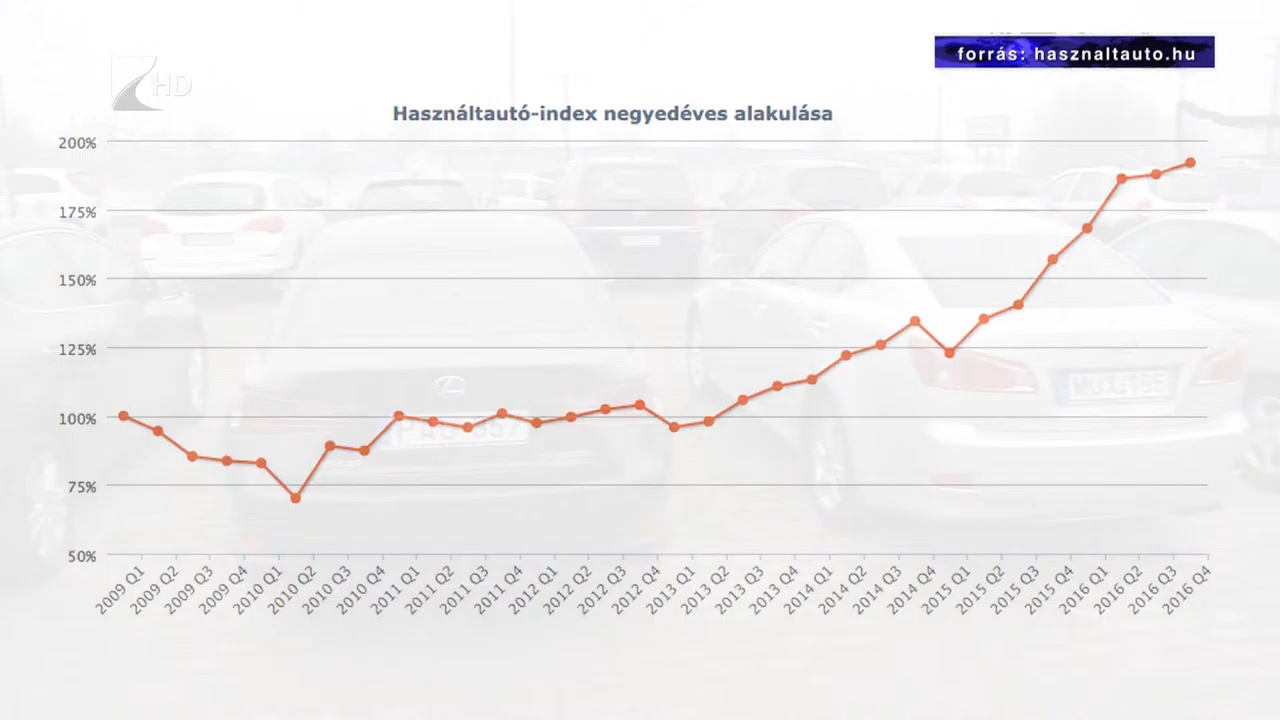 forrás: hasznaltauto.hu
HD
Használtautó-index negyedéves alakulása
200%
175%
150%
125%
100%
75%
50%
2009 Q1
2009 Q2
2009 Q3
2009 Q4
2010 Q1
2010 Q2
2010 Q3
2010 Q4
2011 Q1
2011 Q2
2011 Q3
2011 Q4
2012 Q1
2012 Q2
2012 Q3
2012 Q4
2013 Q1
2013 Q2
2013 Q3
2013 Q4
2014 Q1
2014 Q2
2014 Q3
2014 Q4
2015 Q1
2015 Q2
2015 Q3
2015 Q4
2016 Q1
2016 Q2
2016 Q3
2016 Q4